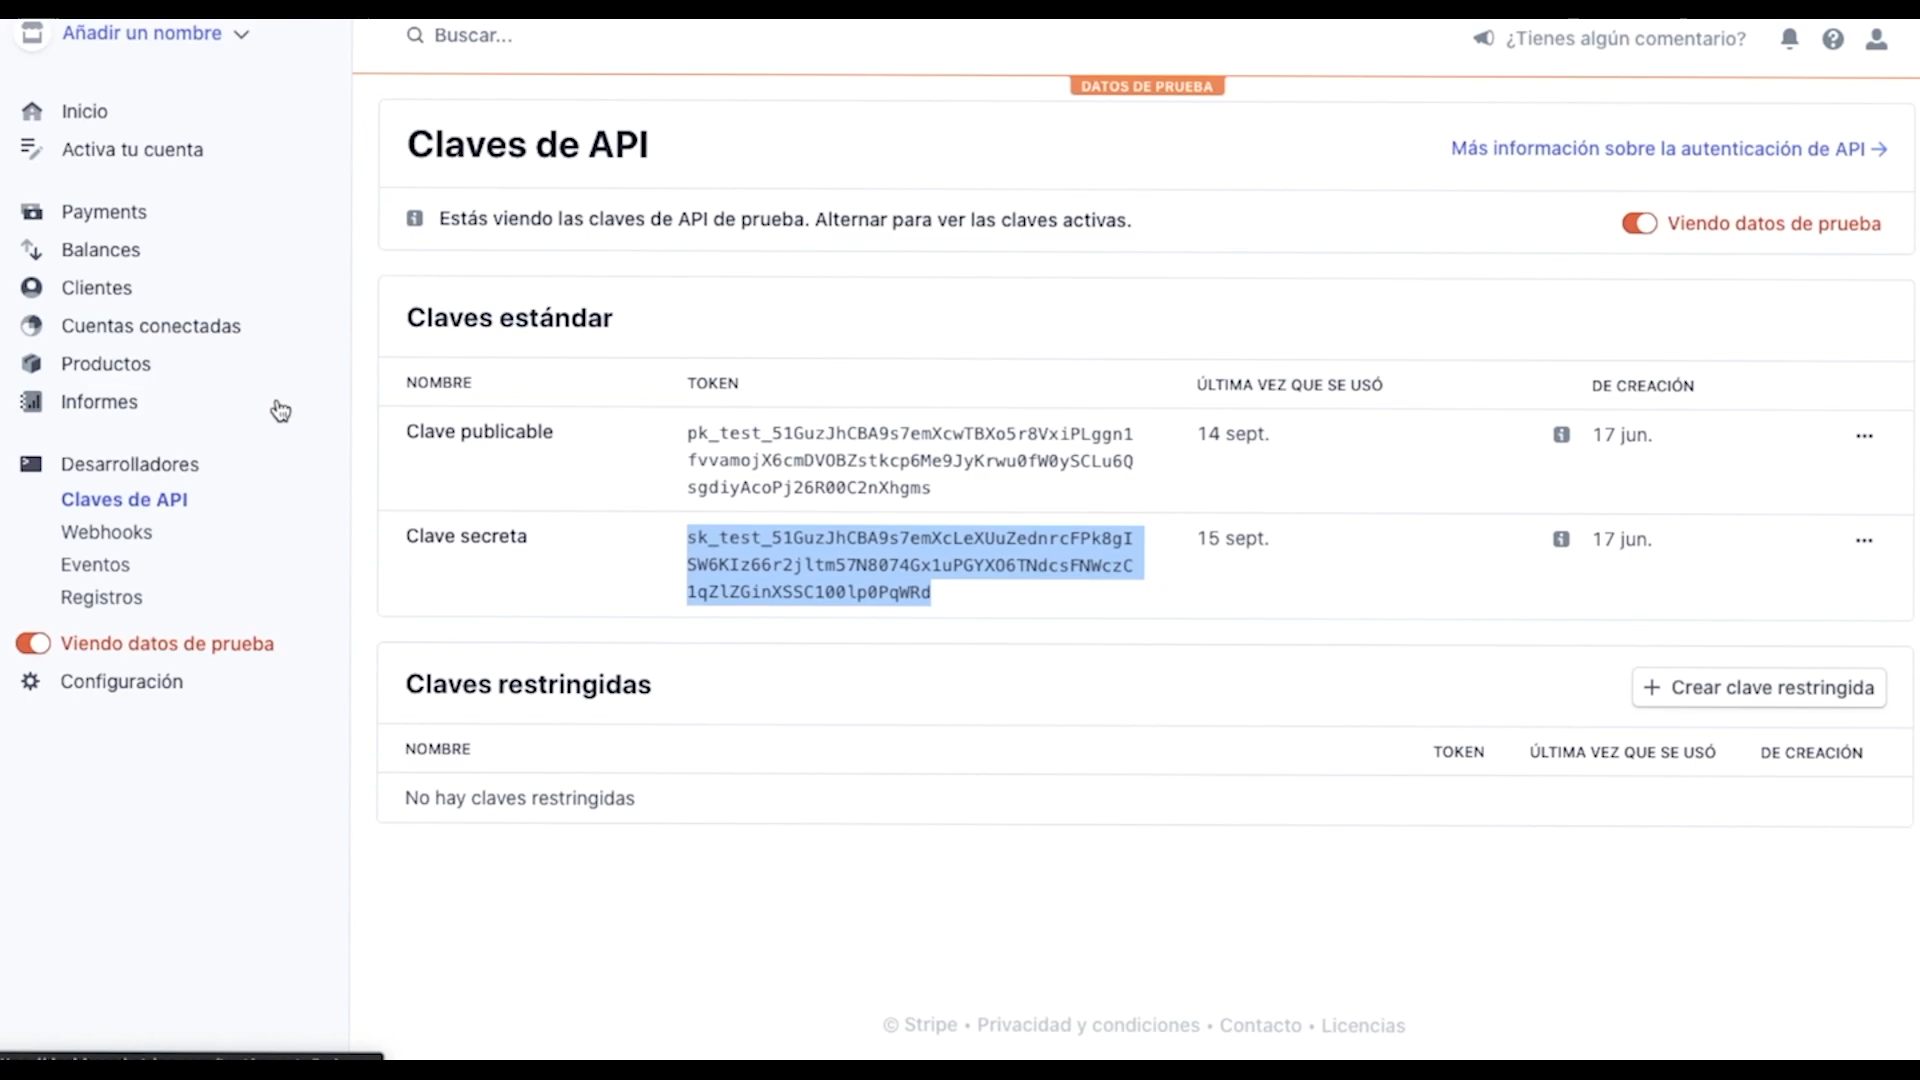 Añadir un nombre
Buscar...
¿Tienes algún comentario?
DATOS DE PRUEBA
Inicio
Activa tu cuenta
Payments
Balances
Clientes
Cuentas conectadas
Productos
Informes
Desarrolladores
Claves de API
Webhooks
Eventos
Registros
Viendo datos de prueba
Configuración
Claves de API
Más información sobre la autenticación de API
Estás viendo las claves de API de prueba. Alternar para ver las claves activas.
Viendo datos de prueba
Claves estándar
NOMBRE TOKEN ÚLTIMA VEZ QUE SE USÓ DE CREACIÓN
Clave publicable
pk_test_51GuzJhCBA9s7emXcwTBXo5r8VxiPLggn1
fvvamojX6cmDVOBZstkcp6Me9JyKrwu0fW0ySCLu6Q
sgdiyAcoPj26R00C2nXhgms
14 sept. 17 jun.
Clave secreta
sk_test_51GuzJhCBA9s7emXcLeXUuZednrcFPk8gI
SW6KIz66r2jltm57N8074Gx1uPGYXO6TNdcsFNWczC
1qZlZGinXSSC100lp0PqWRd
15 sept. 17 jun.
Claves restringidas
Crear clave restringida
NOMBRE TOKEN ÚLTIMA VEZ QUE SE USÓ DE CREACIÓN
No hay claves restringidas
© Stripe • Privacidad y condiciones • Contacto • Licencias